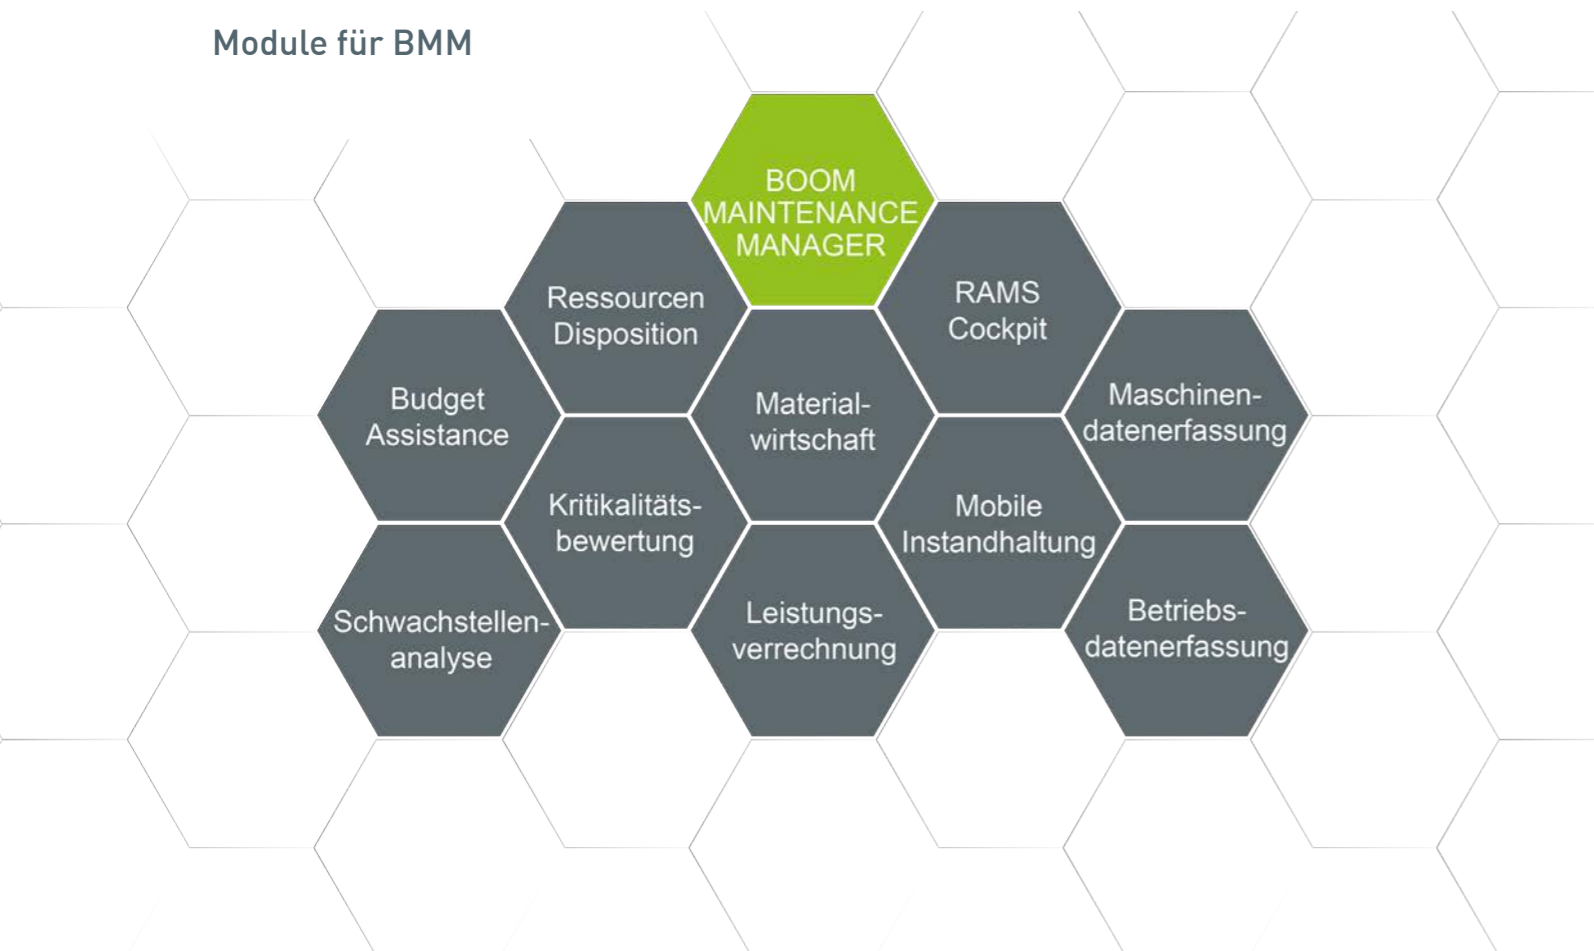 Module für BMM
BOOM
MAINTENANCE
MANAGER
Ressourcen
Disposition
RAMS
Cockpit
Budget
Assistance
Material-
wirtschaft
Maschinen-
datenerfassung
Kritikalitäts-
bewertung
Mobile
Instandhaltung
Schwachstellen-
analyse
Leistungs-
verrechnung
Betriebs-
datenerfassung